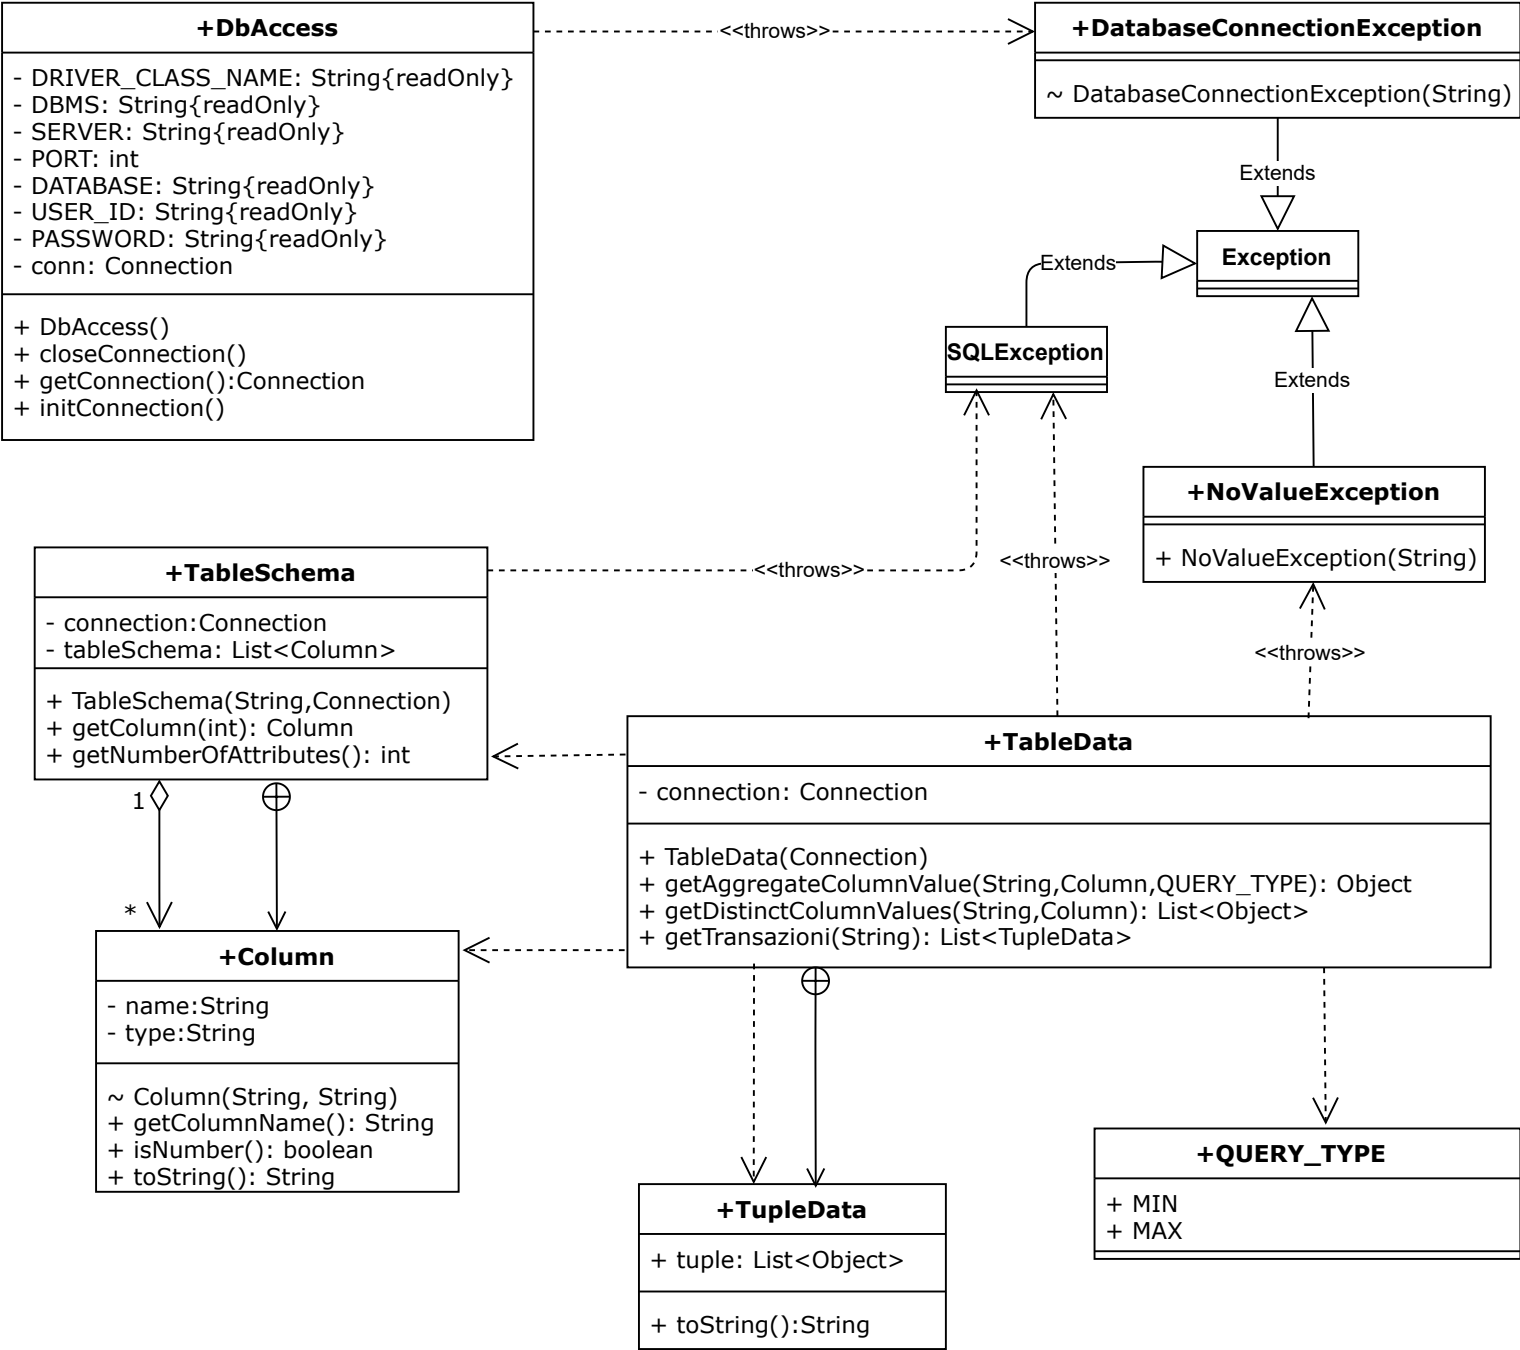 +DbAccess
- DRIVER_CLASS_NAME: String{readOnly}
- DBMS: String{readOnly}
- SERVER: String{readOnly}
- PORT: int
- DATABASE: String{readOnly}
- USER_ID: String{readOnly}
- PASSWORD: String{readOnly}
- conn: Connection
+ DbAccess()
+ closeConnection()
+ getConnection():Connection
+ initConnection()
<<throws>>
+DatabaseConnectionException
~ DatabaseConnectionException(String)
Extends
Exception
Extends
SQLException
Extends
+NoValueException
+ NoValueException(String)
<<throws>>
<<throws>>
<<throws>>
+TableSchema
- connection:Connection
- tableSchema: List<Column>
+ TableSchema(String,Connection)
+ getColumn(int): Column
+ getNumberOfAttributes(): int
1
*
+TableData
- connection: Connection
+ TableData(Connection)
+ getAggregateColumnValue(String,Column,QUERY_TYPE): Object
+ getDistinctColumnValues(String,Column): List<Object>
+ getTransazioni(String): List<TupleData>
+Column
- name:String
- type:String
~ Column(String, String)
+ getColumnName(): String
+ isNumber(): boolean
+ toString(): String
+TupleData
+ tuple: List<Object>
+ toString():String
+QUERY_TYPE
+ MIN
+ MAX